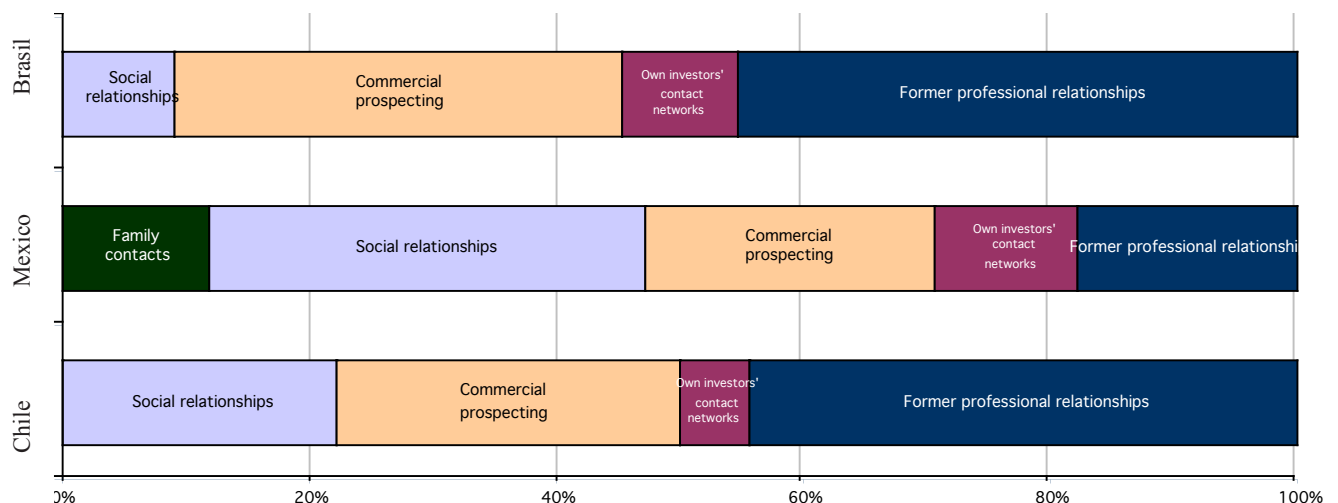 Brasil
Social
relationships
Commercial
prospecting
Own investors'
contact
networks
Former professional relationships
Mexico
Family
contacts
Social relationships
Commercial
prospecting
Own investors'
contact
networks
Former professional relationshi
Chile
Social relationships
Commercial
prospecting
Own investors'
contact
networks
Former professional relationships
0% 20% 40% 60% 80% 100%